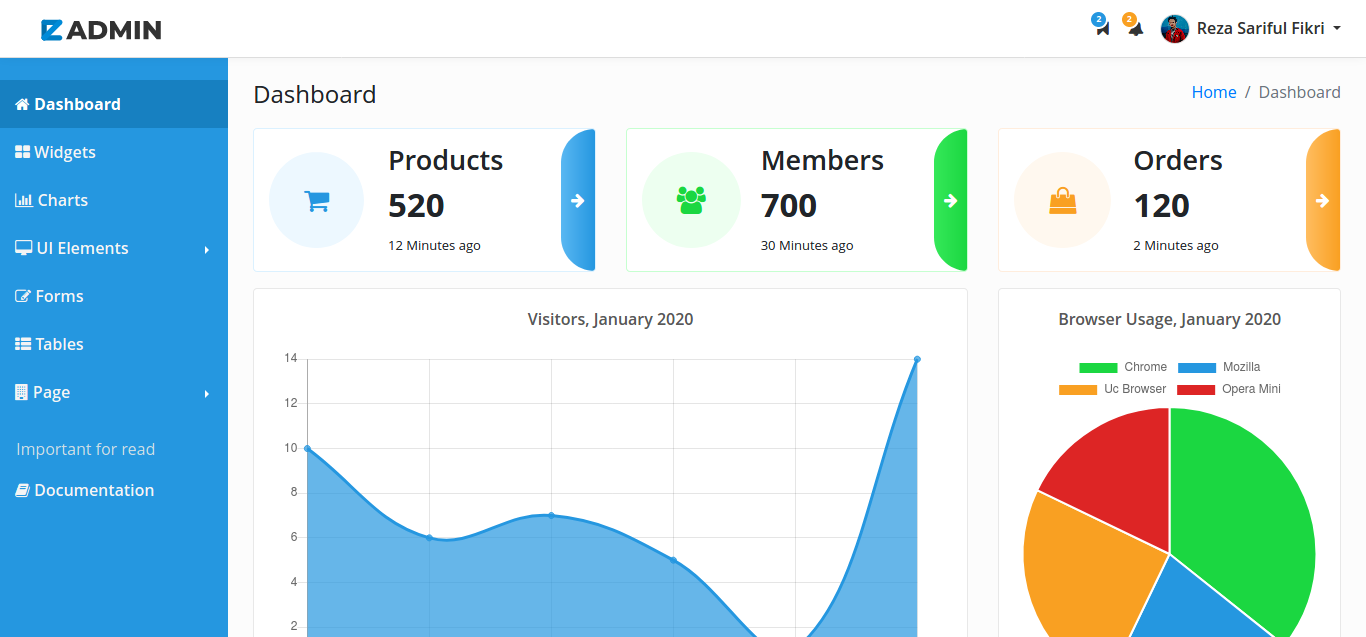 ADMIN
2
2
Reza Sariful Fikri
Dashboard
Widgets
Charts
UI Elements
Forms
Tables
Page
Important for read
Documentation
Dashboard
Home / Dashboard
Products
520
12 Minutes ago
Members
700
30 Minutes ago
Orders
120
2 Minutes ago
Visitors, January 2020
14
12
10
8
6
4
2
Browser Usage, January 2020
Chrome Mozilla
Uc Browser Opera Mini